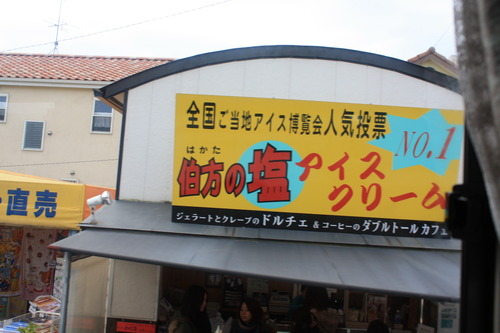 全国ご当地アイス博覧会人気投票
NO.1
はかた
伯方の塩アイス
クリーム
ジェラートとクレープのドルチェ & コーヒーのダブルトールカフェ
直売